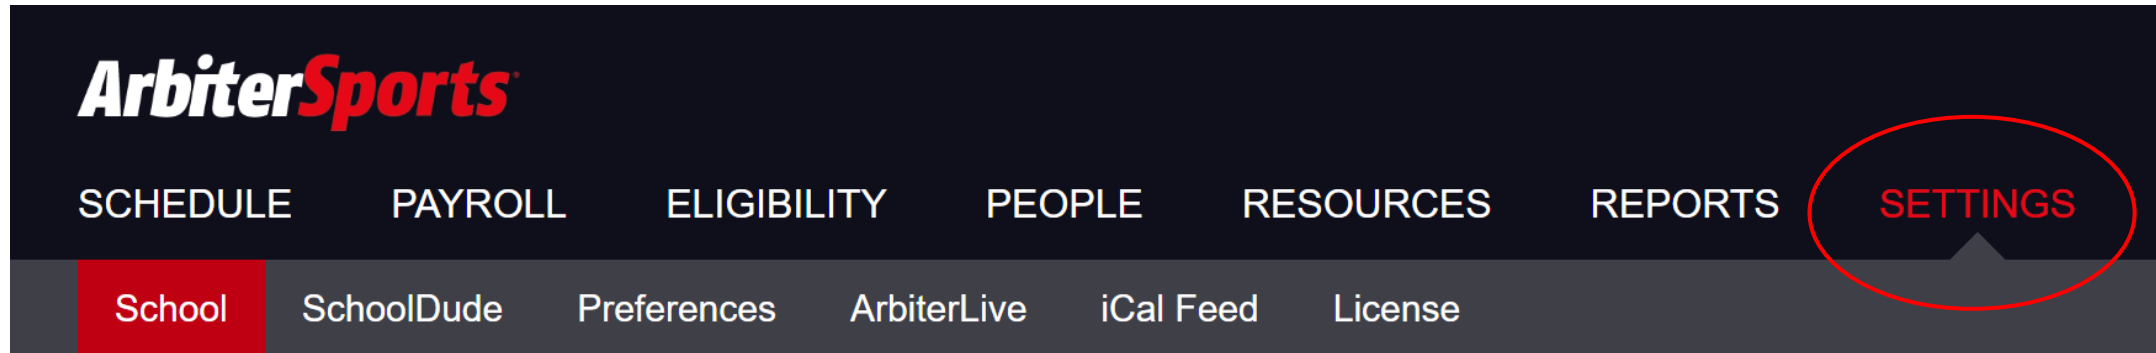 ArbiterSports
SCHEDULE PAYROLL ELIGIBILITY PEOPLE RESOURCES REPORTS SETTINGS
School SchoolDude Preferences ArbiterLive iCal Feed License